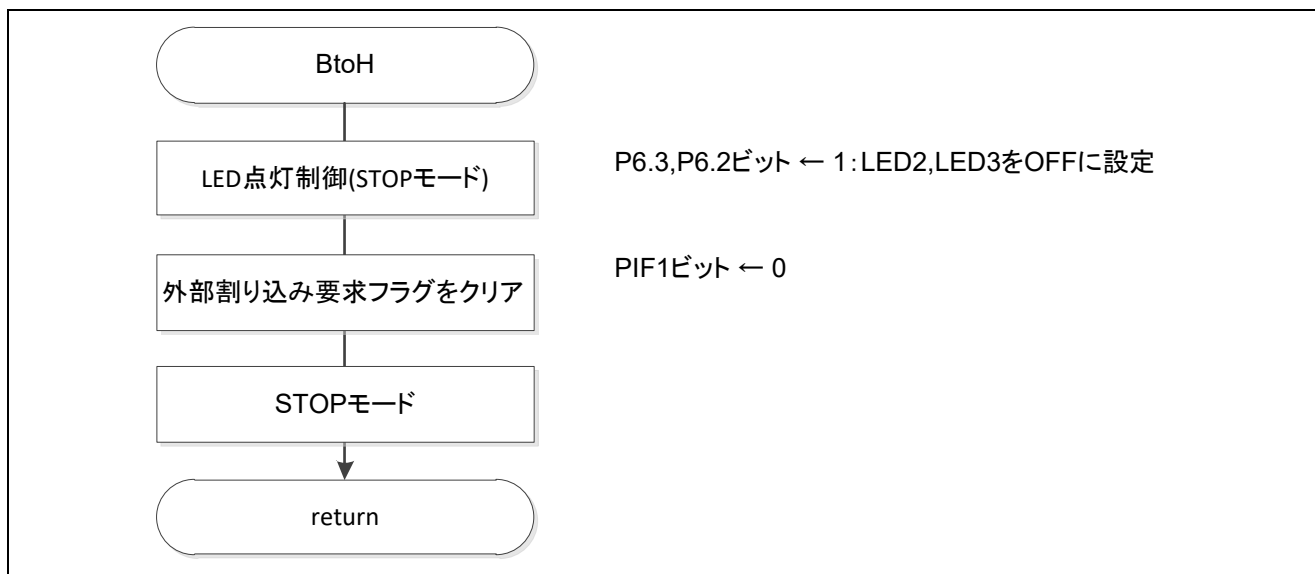 BtoH
LED点灯制御(STOPモード)
P6.3,P6.2ビット ← 1:LED2,LED3をOFFに設定
外部割り込み要求フラグをクリア
PIF1ビット ← 0
STOPモード
return